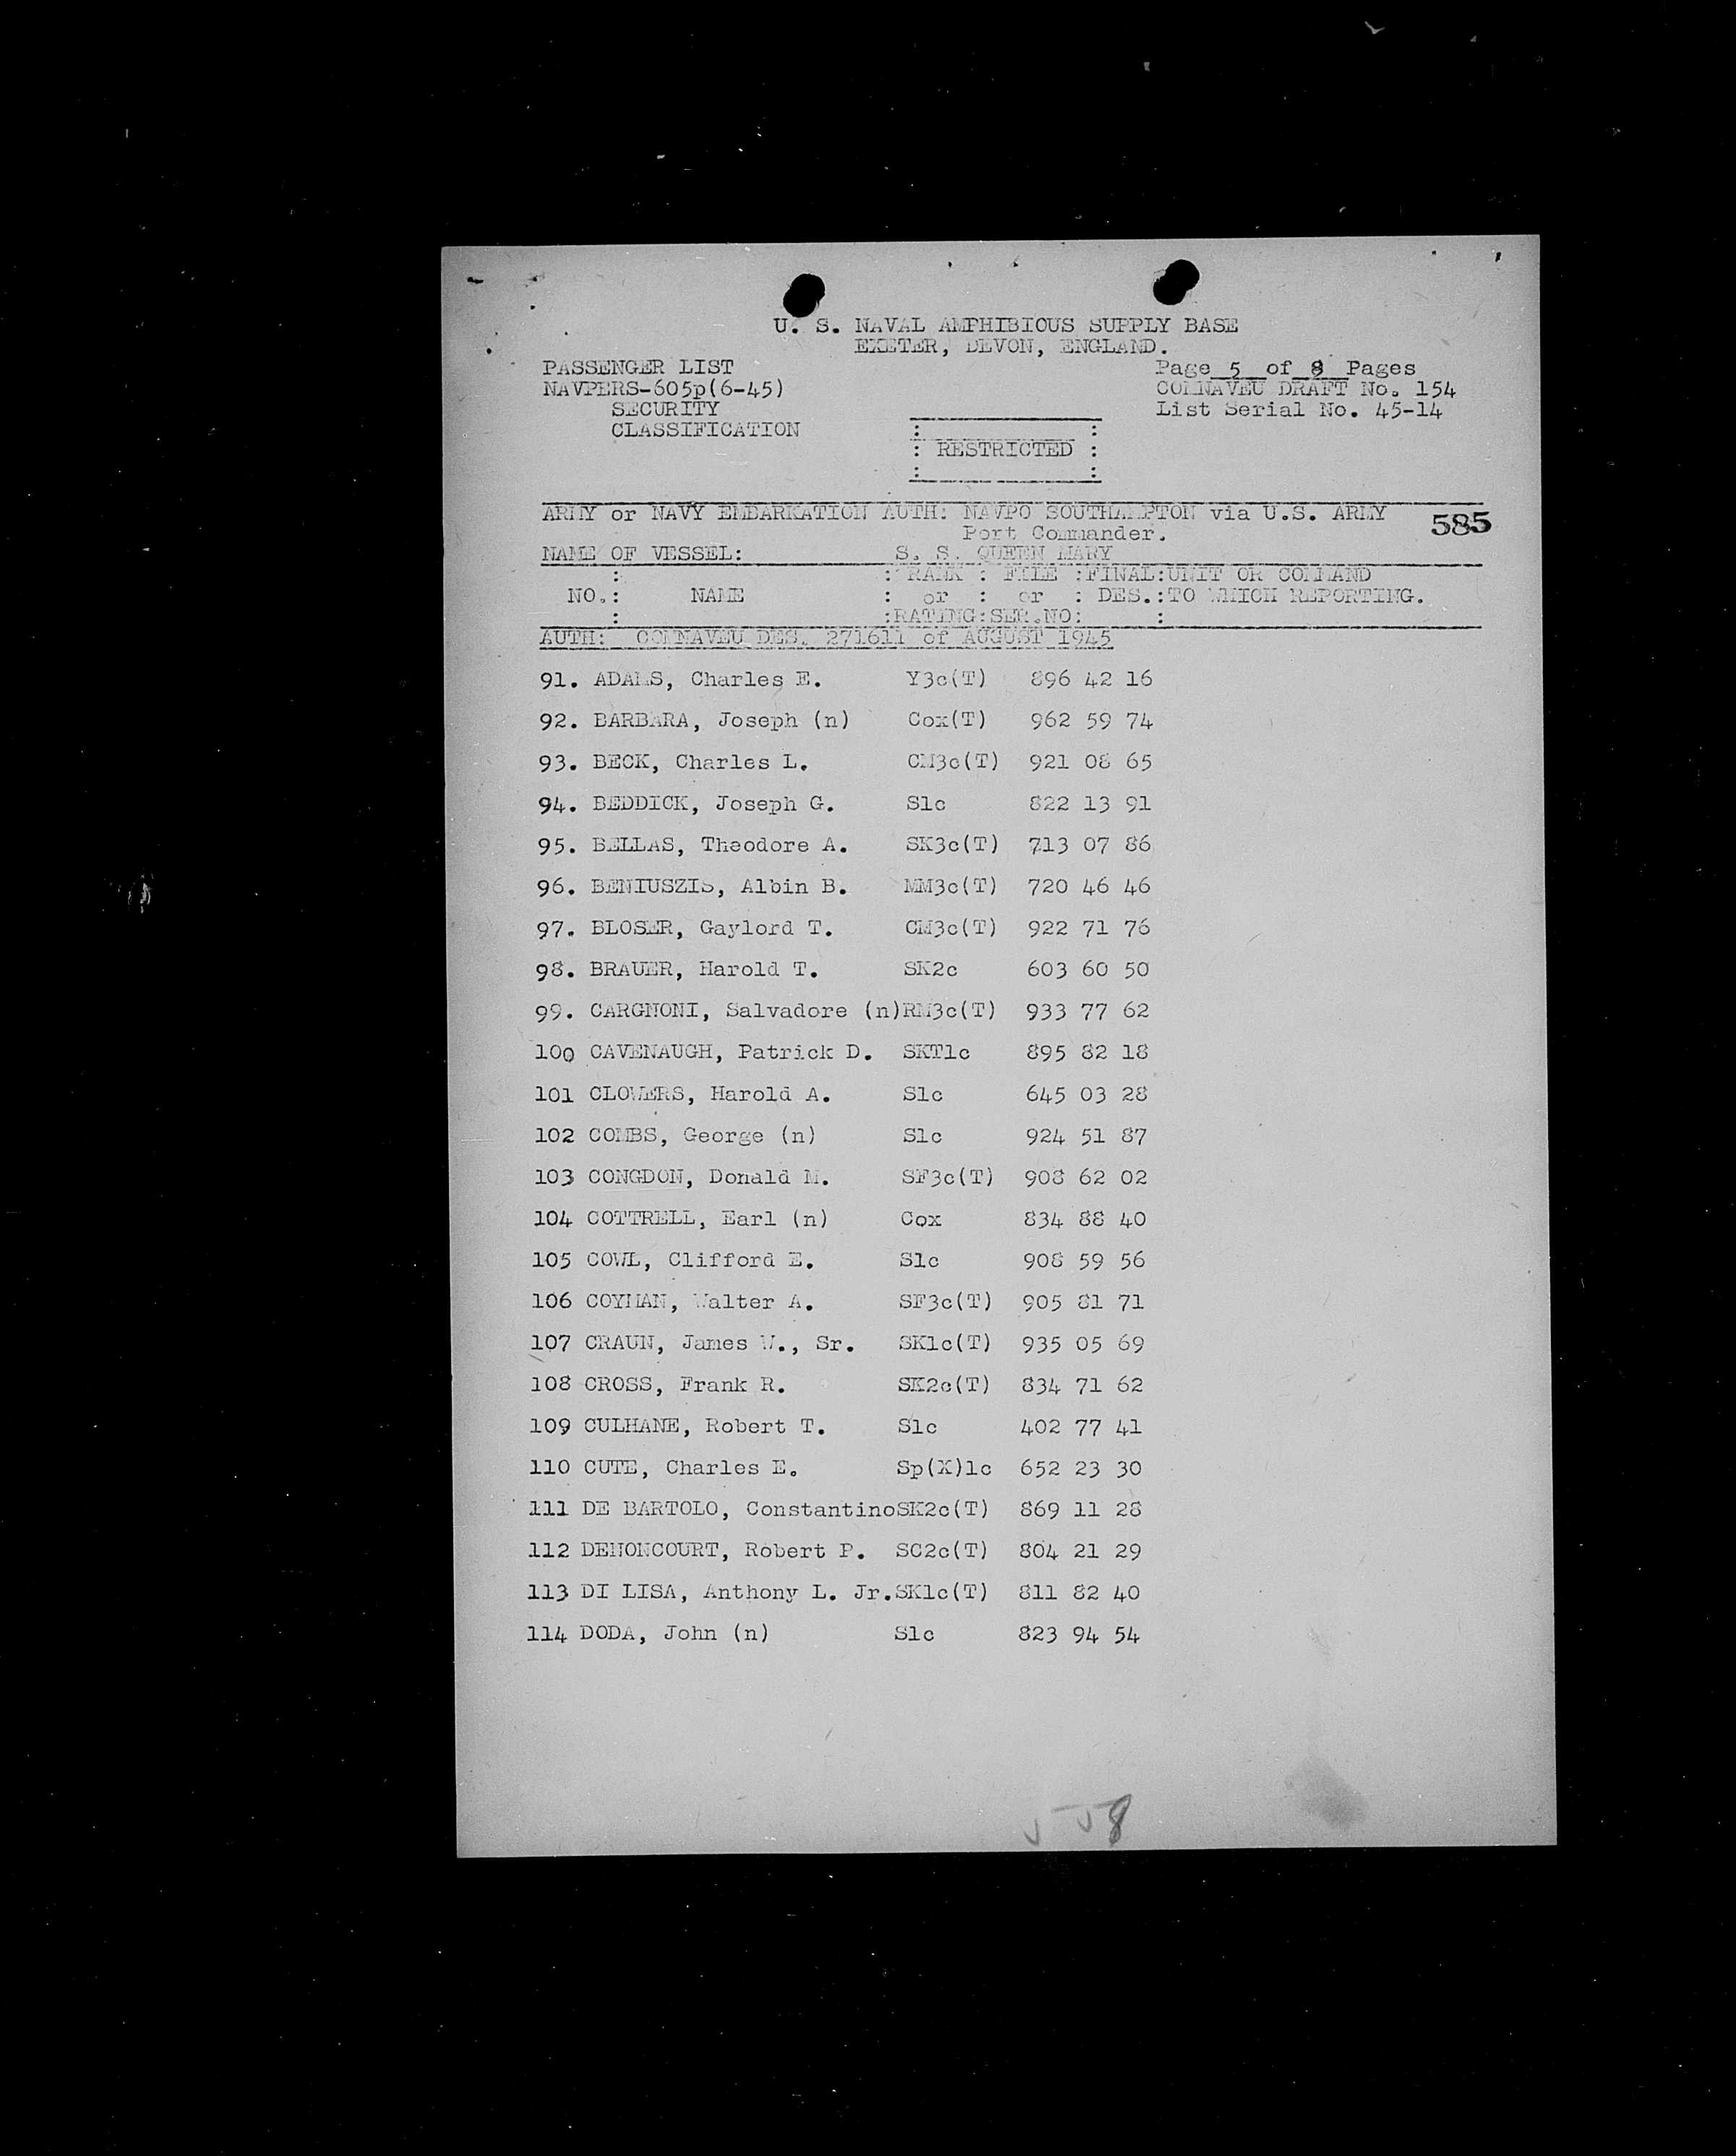 U. S. NAVAL AMPHIBIOUS SUPPLY BASE
EXETER, DEVON, ENGLAND.
PASSENGER LIST
Page 5 of 8 Pages
NAVPERS-605p(6-45)
COMNAVEU DRAFT No. 154
SECURITY
List Serial No. 45-14
CLASSIFICATION
RESTRICTED
ARMY or NAVY EMBARKATION AUTH: NAVPO SOUTHAMPTON via U.S. ARMY
585
Port Commander.
NAME OF VESSEL: S. S. QUEEN MARY
: : RANK : FILE :FINAL:UNIT OR COMMAND
NO.: NAME : or : or : DES.:TO WHICH REPORTING.
: :RATING:SER.NO: :
AUTH: COMNAVEU DES. 271611 of AUGUST 1945
91. ADAMS, Charles E. Y3c(T) 896 42 16
92. BARBARA, Joseph (n) Cox(T) 962 59 74
93. BECK, Charles L. CM3c(T) 921 08 65
94. BEDDICK, Joseph G. S1c 822 13 91
95. BELLAS, Theodore A. SK3c(T) 713 07 86
96. BENIUSZIS, Albin B. MM3c(T) 720 46 46
97. BLOSER, Gaylord T. CM3c(T) 922 71 76
98. BRAUER, Harold T. SK2c 603 60 50
99. CARGNONI, Salvadore (n)RM3c(T) 933 77 62
100 CAVENAUGH, Patrick D. SKT1c 895 82 18
101 CLOWERS, Harold A. S1c 645 03 28
102 COMBS, George (n) S1c 924 51 87
103 CONGDON, Donald M. SF3c(T) 908 62 02
104 COTTRELL, Earl (n) Cox 834 88 40
105 COWL, Clifford E. S1c 908 59 56
106 COYMAN, Walter A. SF3c(T) 905 81 71
107 CRAUN, James W., Sr. SK1c(T) 935 05 69
108 CROSS, Frank R. SK2c(T) 834 71 62
109 CULHANE, Robert T. S1c 402 77 41
110 CUTE, Charles E. Sp(X)1c 652 23 30
111 DE BARTOLO, ConstantinoSK2c(T) 869 11 28
112 DENONCOURT, Robert P. SC2c(T) 804 21 29
113 DI LISA, Anthony L. Jr.SK1c(T) 811 82 40
114 DODA, John (n) S1c 823 94 54